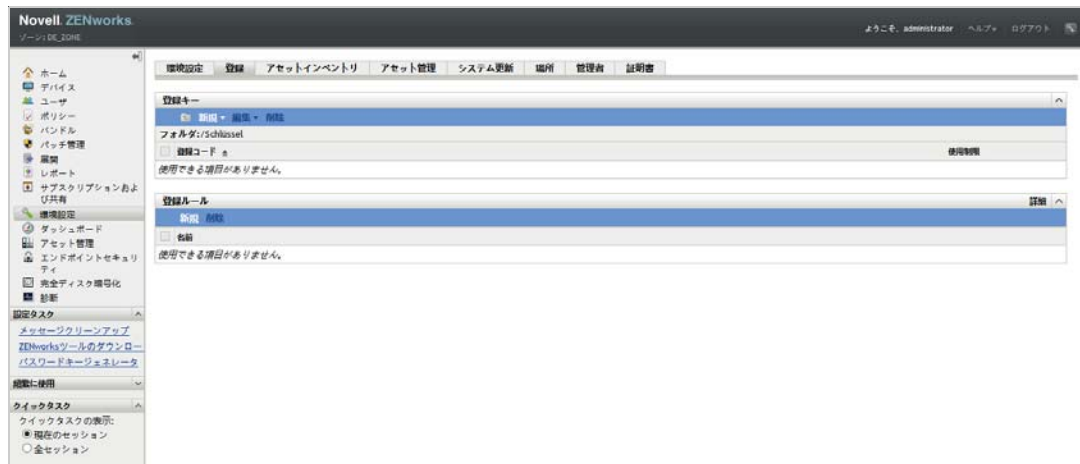 Novell ZENworks
ゾーン: DE_ZONE
ようこそ、administrator ヘルプ ログアウト
ホーム
デバイス
ユーザ
ポリシー
バンドル
パッチ管理
展開
レポート
サブスクリプションおよ
び共有
環境設定
ダッシュボード
アセット管理
エンドポイントセキュリ
ティ
完全ディスク暗号化
診断
設定タスク
メッセージクリーンアップ
ZENworksツールのダウンロー
パスワードキージェネレータ
頻繁に使用
クイックタスク
クイックタスクの表示:
現在のセッション
全セッション
環境設定 登録 アセットインベントリ アセット管理 システム更新 場所 管理者 証明書
登録キー
新規 編集 削除
フォルダ:/Schlüssel
登録コード 使用制限
使用できる項目がありません。
登録ルール 詳細
新規 削除
名前
使用できる項目がありません。